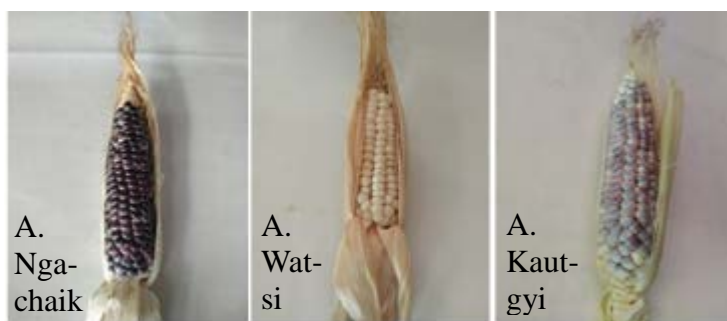 A.
Nga-
chaik
A.
Wat-
si
A.
Kaut-
gyi